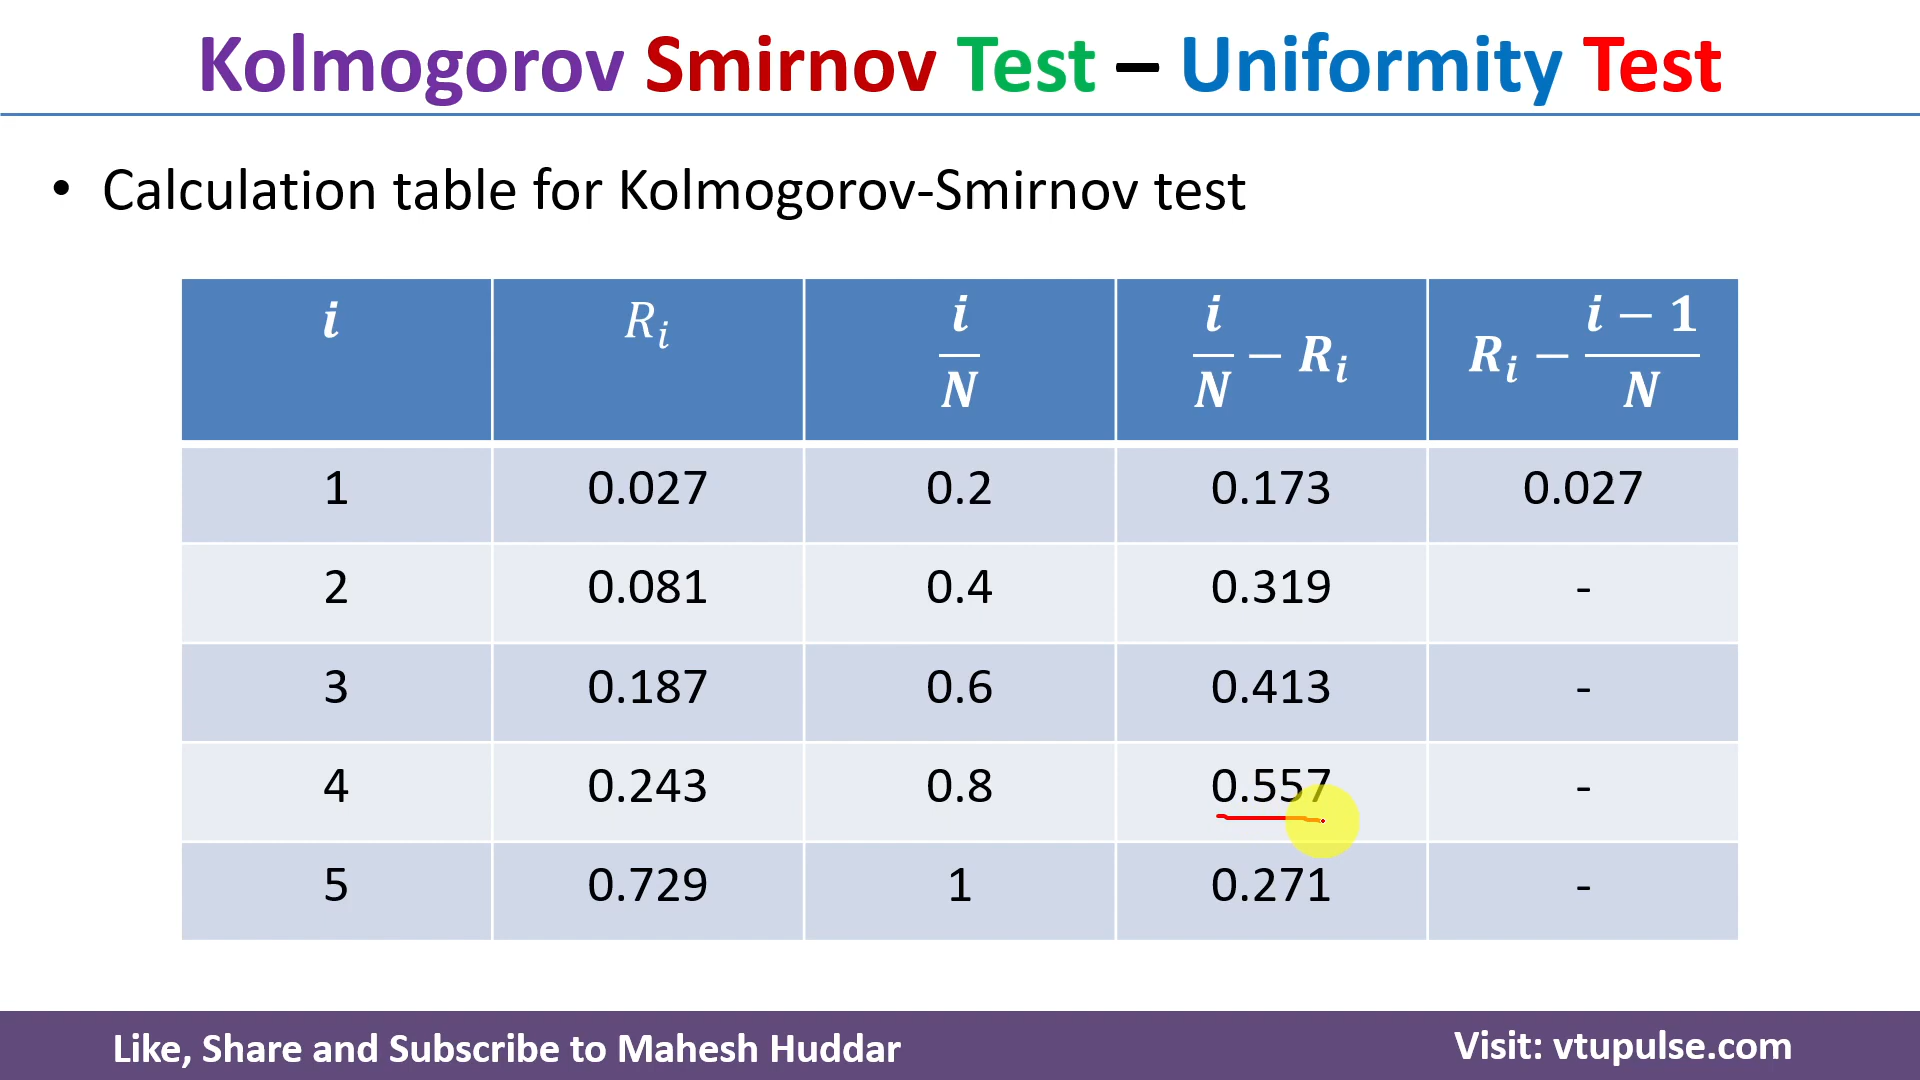 Kolmogorov Smirnov Test – Uniformity Test
• Calculation table for Kolmogorov-Smirnov test
i R_i i/N i/N − R_i R_i − (i − 1)/N
1 0.027 0.2 0.173 0.027
2 0.081 0.4 0.319 -
3 0.187 0.6 0.413 -
4 0.243 0.8 0.557 -
5 0.729 1 0.271 -
Like, Share and Subscribe to Mahesh Huddar
Visit: vtupulse.com